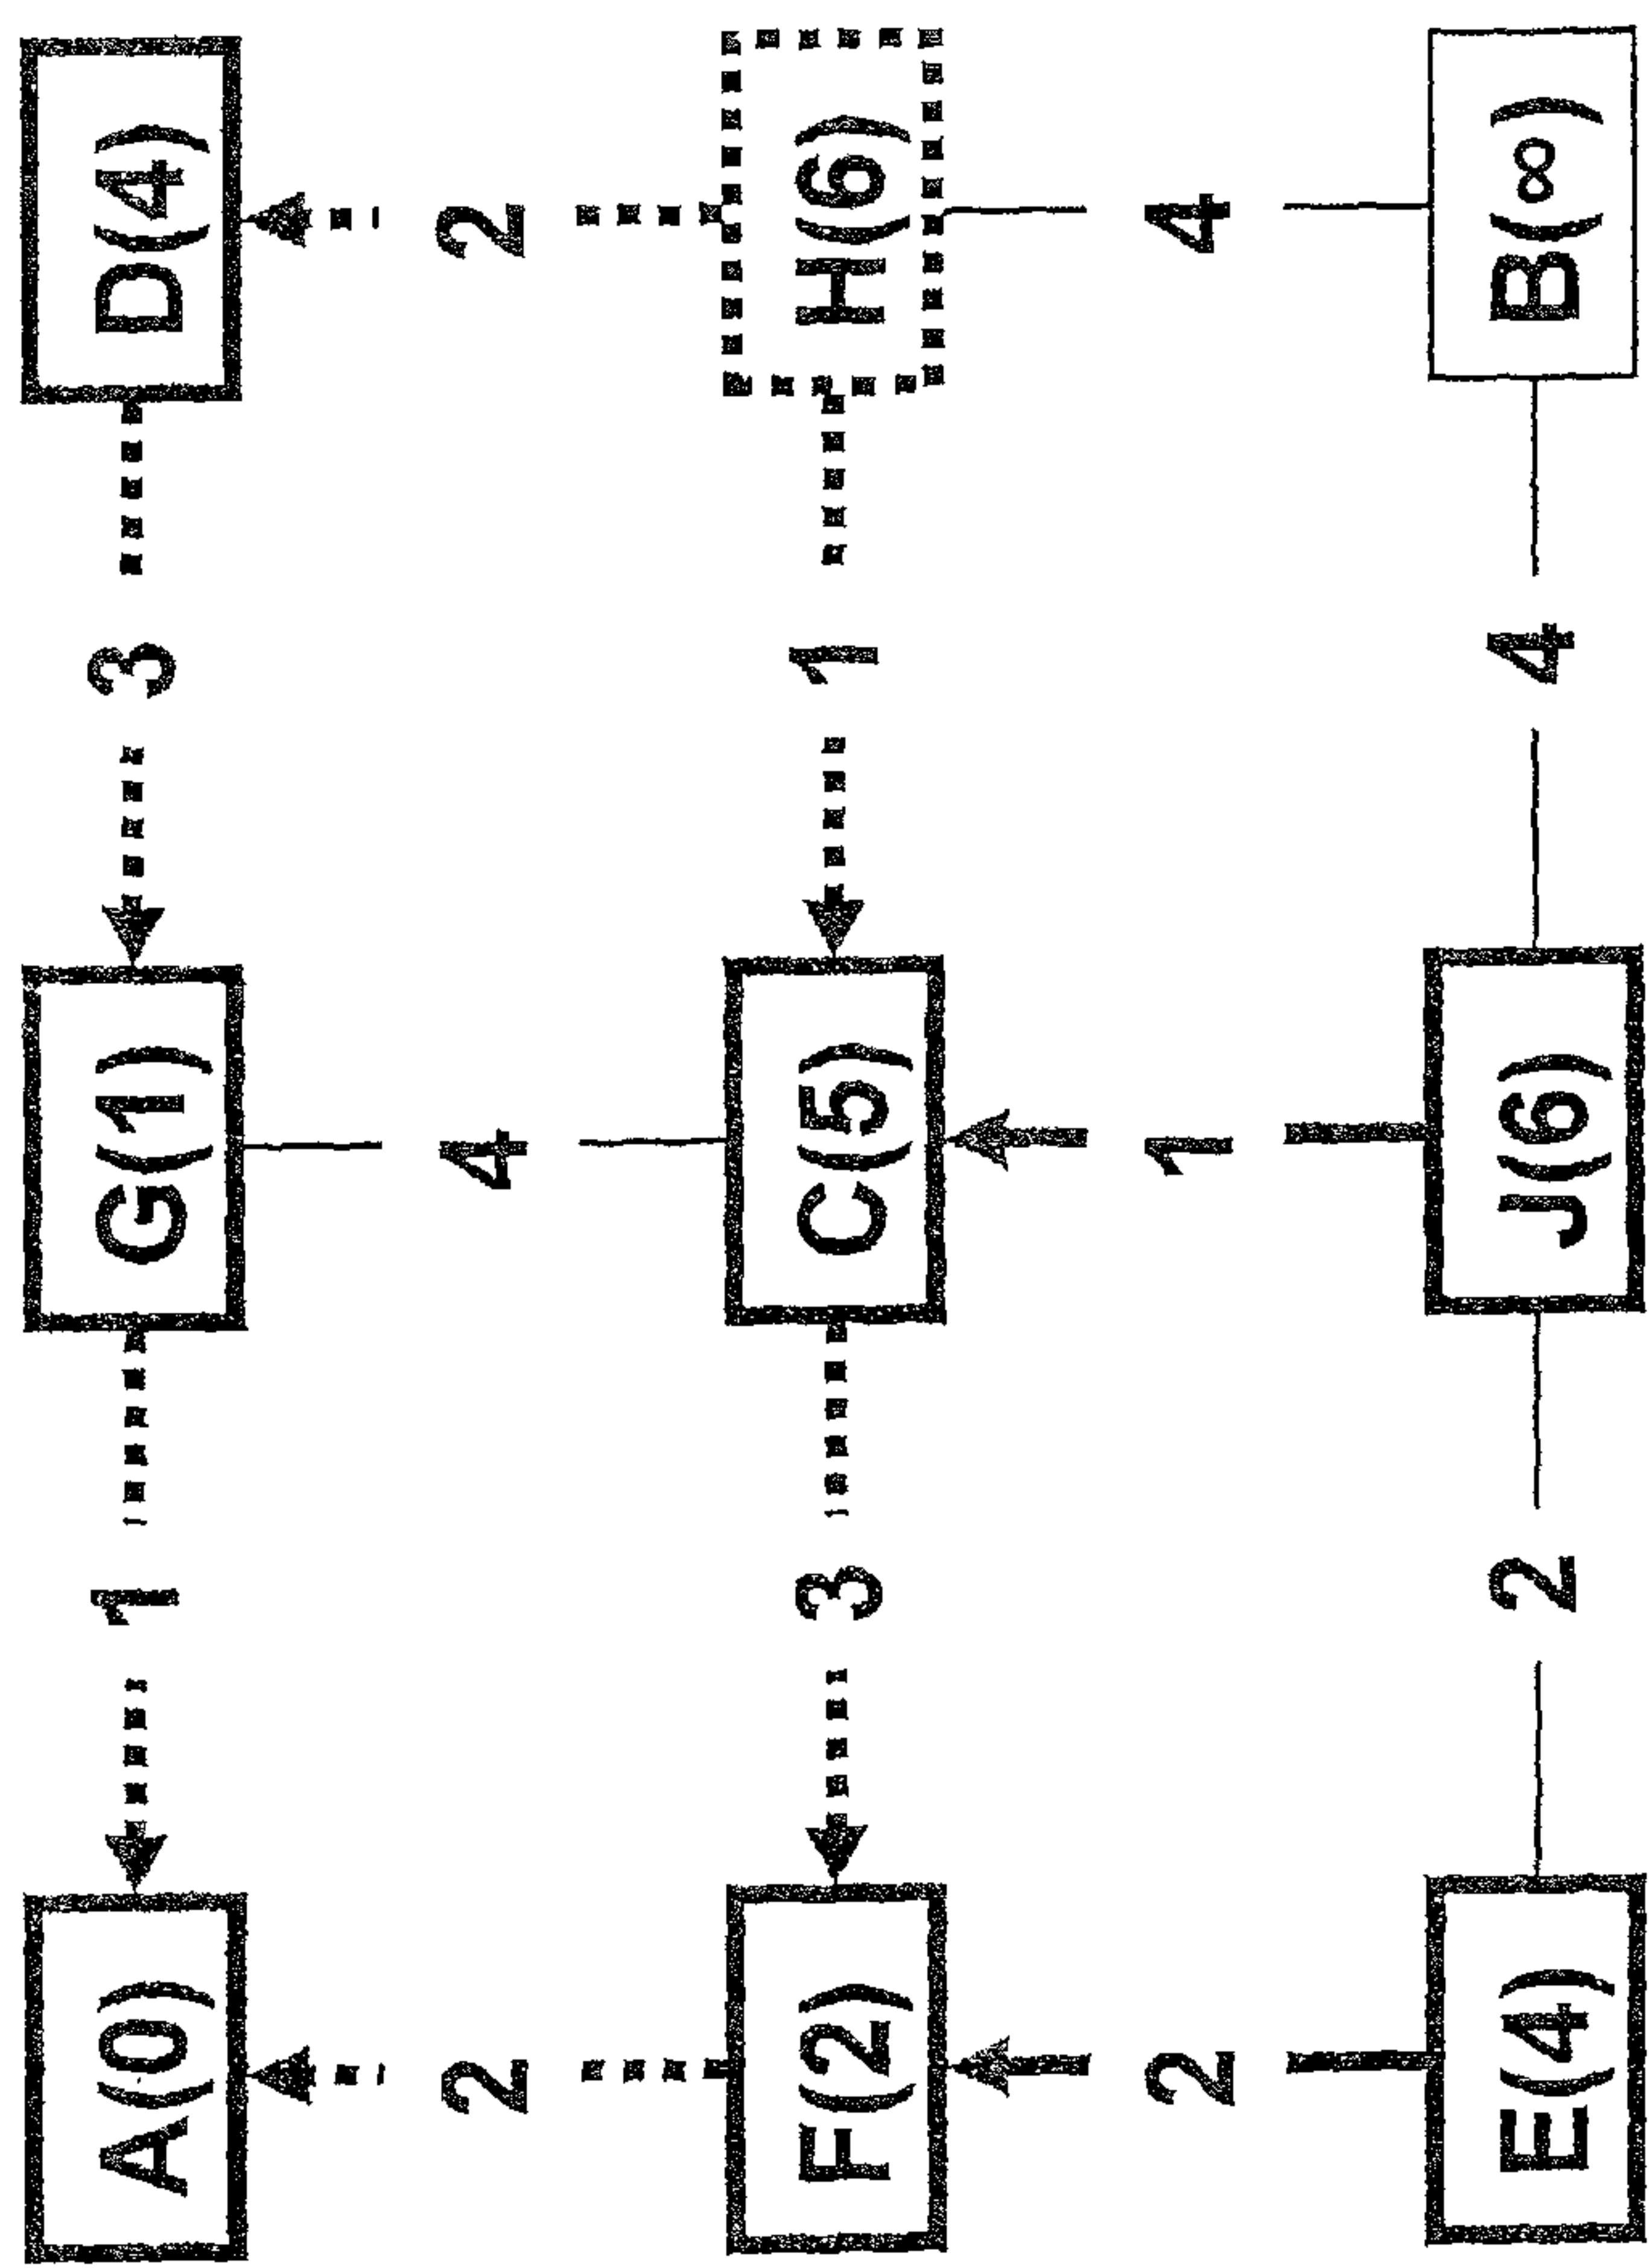 A(0) 1 G(1) 3 D(4)
2 4 2
F(2) 3 C(5) 1 H(6)
2 1 4
E(4) 2 J(6) 4 B(∞)